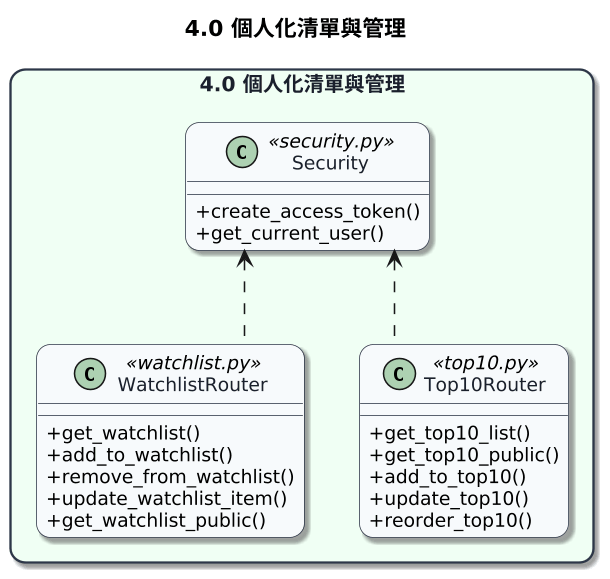 4.0 個人化清單與管理
4.0 個人化清單與管理
C
«security.py»
Security
+create_access_token()
+get_current_user()
C
«watchlist.py»
WatchlistRouter
+get_watchlist()
+add_to_watchlist()
+remove_from_watchlist()
+update_watchlist_item()
+get_watchlist_public()
C
«top10.py»
Top10Router
+get_top10_list()
+get_top10_public()
+add_to_top10()
+update_top10()
+reorder_top10()